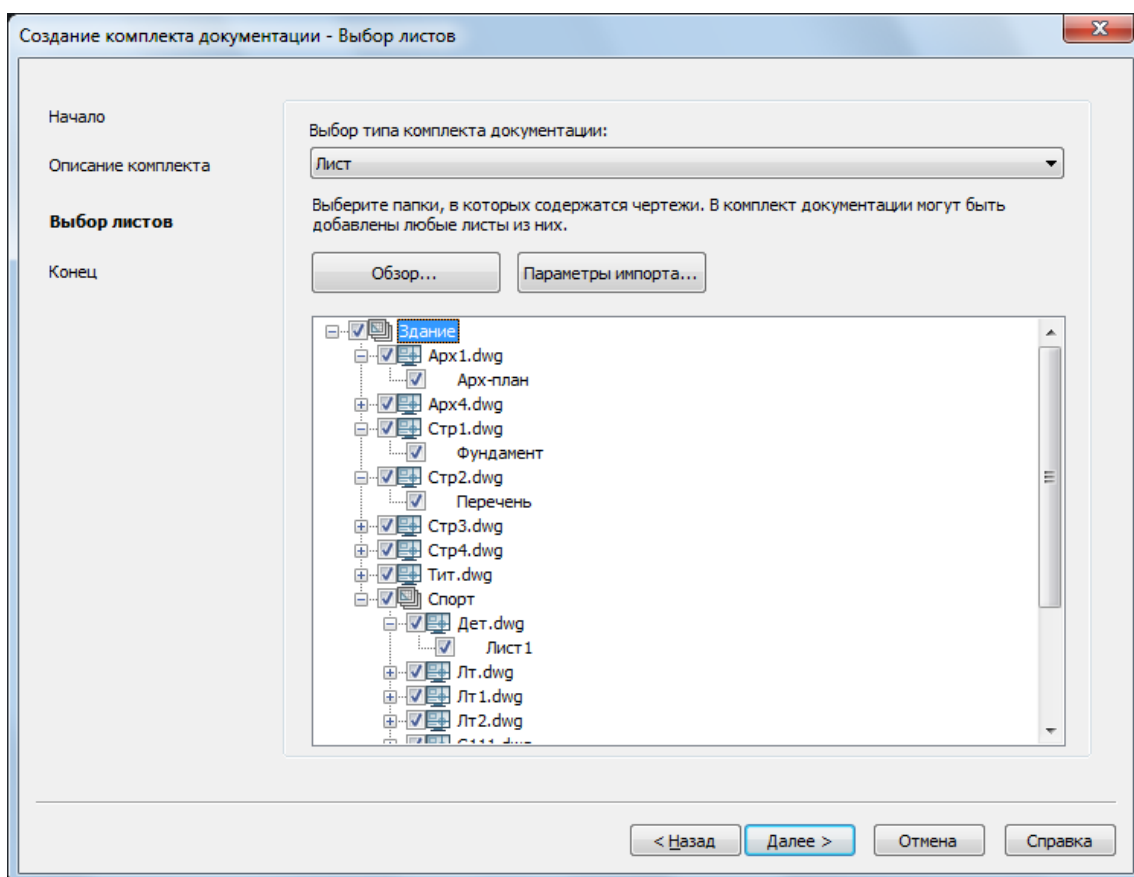 Создание комплекта документации - Выбор листов
Начало
Описание комплекта
Выбор листов
Конец
Выбор типа комплекта документации:
Лист
Выберите папки, в которых содержатся чертежи. В комплект документации могут быть
добавлены любые листы из них.
Обзор... Параметры импорта...
Здание
Арх1.dwg
Арх-план
Арх4.dwg
Стр1.dwg
Фундамент
Стр2.dwg
Перечень
Стр3.dwg
Стр4.dwg
Тит.dwg
Спорт
Дет.dwg
Лист1
Лт.dwg
Лт1.dwg
Лт2.dwg
< Назад Далее > Отмена Справка